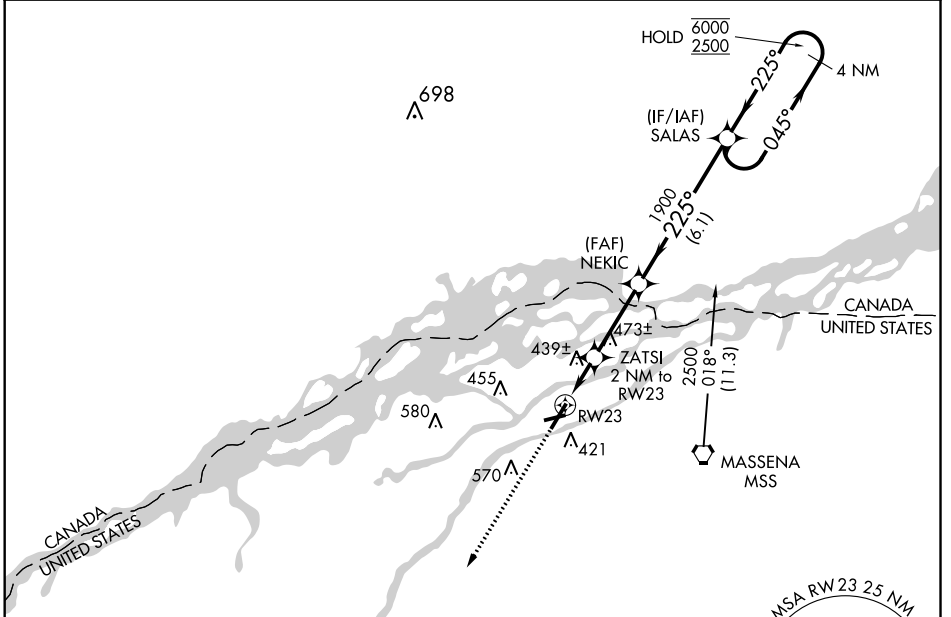 HOLD 6000
2500
225°
4 NM
698
(IF/IAF)
SALAS
045°
1900
225°
(6.1)
(FAF)
NEKIC
CANADA
UNITED STATES
473±
439±
ZATSI
2 NM to
RW23
2500
018°
(11.3)
455
RW23
580
421
570
MASSENA
MSS
CANADA
UNITED STATES
MSA RW23 25 NM